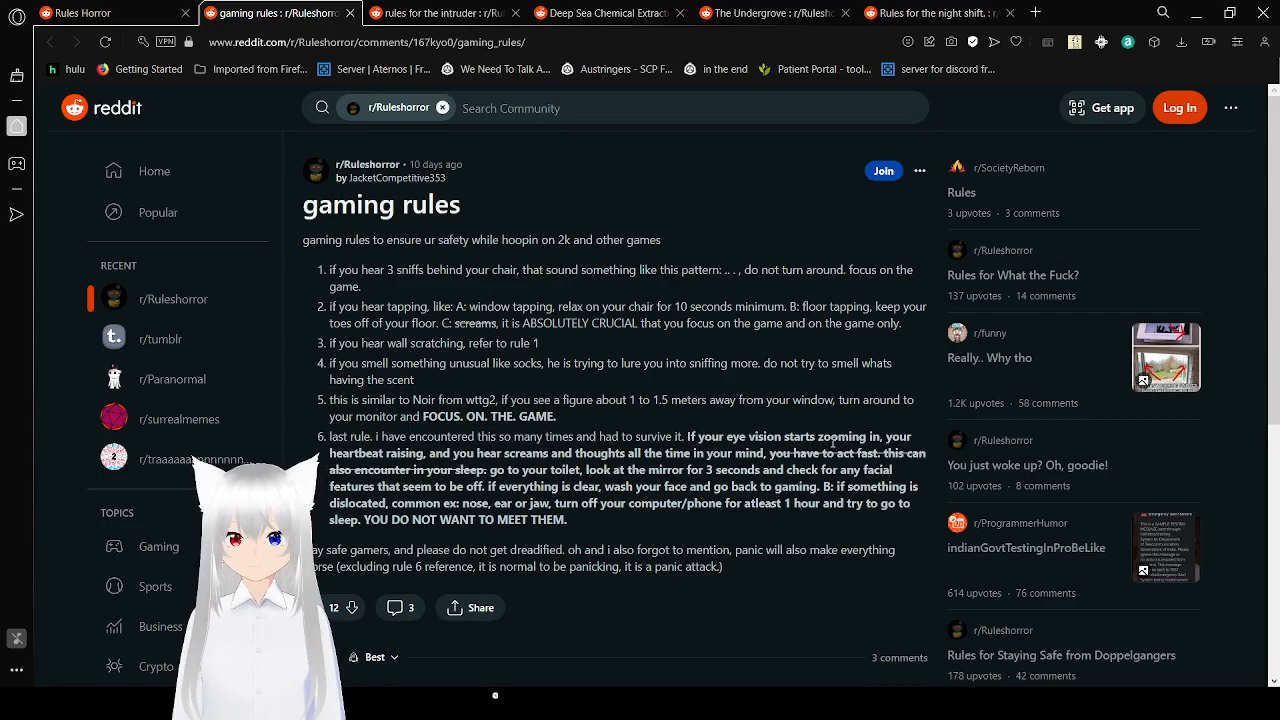 Rules Horror
gaming rules : r/Ruleshorro
rules for the intruder : r/Rul
Deep Sea Chemical Extracti
The Undergrove : r/Rulesh
Rules for the night shift. : r/
VPN
www.reddit.com/r/Ruleshorror/comments/167kyo0/gaming_rules/
hulu
Getting Started
Imported from Firef...
Server | Aternos | Fr...
We Need To Talk A...
Austringers - SCP F...
in the end
Patient Portal - tool...
server for discord fr...
reddit
r/Ruleshorror
Search Community
Get app
Log In
Home
Popular
RECENT
r/Ruleshorror
r/tumblr
r/Paranormal
r/surrealmemes
r/traaaaaaannnnnn...
TOPICS
Gaming
Sports
Business
Crypto
r/Ruleshorror • 10 days ago
by JacketCompetitive353
Join
gaming rules
gaming rules to ensure ur safety while hoopin on 2k and other games
1. if you hear 3 sniffs behind your chair, that sound something like this pattern: .. . , do not turn around. focus on the
game.
2. if you hear tapping, like: A: window tapping, relax on your chair for 10 seconds minimum. B: floor tapping, keep your
toes off of your floor. C: screams, it is ABSOLUTELY CRUCIAL that you focus on the game and on the game only.
3. if you hear wall scratching, refer to rule 1
4. if you smell something unusual like socks, he is trying to lure you into sniffing more. do not try to smell whats
having the scent
5. this is similar to Noir from otg2, if you see a figure about 1 to 1.5 meters away from your window, turn around to
your monitor and FOCUS. ON. THE. GAME.
6. last rule. i have encountered this so many times and had to survive it. If your eye vision starts zooming in, your
heartbeat raising, and you hear screams and thoughts all the time in your mind, you have to act fast. this can
also encounter in your sleep. go to your toilet, look at the mirror for 3 seconds and check for any facial
features that seem to be off. if everything is clear, wash your face and go back to gaming. B: if something is
dislocated, common ex: nose, ear or jaw, turn off your computer/phone for atleast 1 hour and try to go to
sleep. YOU DO NOT WANT TO MEET THEM.
ay safe gamers, and please try to get dream iced. oh and i also forgot to mention, panic will also make everything
rse (excluding rule 6 reference, it is normal to be panicking, it is a panic attack)
12
3
Share
Best
3 comments
r/SocietyReborn
Rules
3 upvotes • 3 comments
r/Ruleshorror
Rules for What the Fuck?
137 upvotes • 14 comments
r/funny
Really.. Why tho
1.2K upvotes • 58 comments
r/Ruleshorror
You just woke up? Oh, goodie!
102 upvotes • 8 comments
r/ProgrammerHumor
indianGovtTestingInProBeLike
614 upvotes • 76 comments
r/Ruleshorror
Rules for Staying Safe from Doppelgangers
178 upvotes • 42 comments